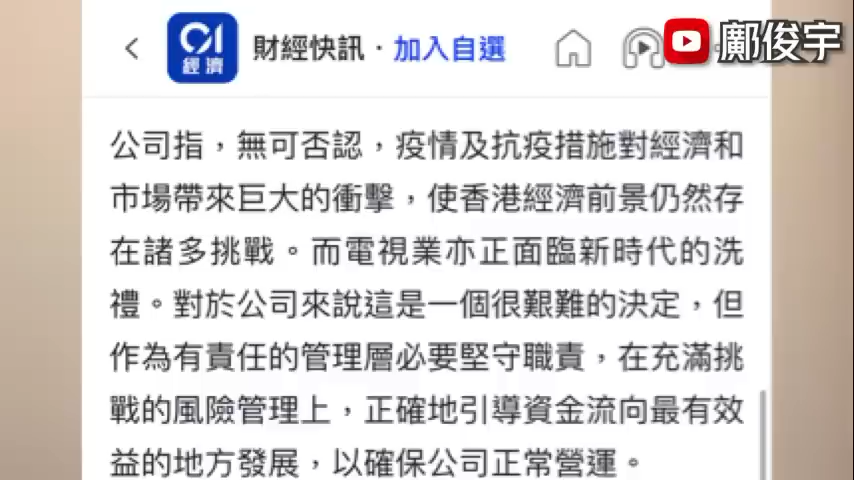 01
經濟
財經快訊·加入自選
鄺俊宇
公司指，無可否認，疫情及抗疫措施對經濟和
市場帶來巨大的衝擊，使香港經濟前景仍然存
在諸多挑戰。而電視業亦正面臨新時代的洗
禮。對於公司來說這是一個很艱難的決定，但
作為有責任的管理層必要堅守職責，在充滿挑
戰的風險管理上，正確地引導資金流向最有效
益的地方發展，以確保公司正常營運。